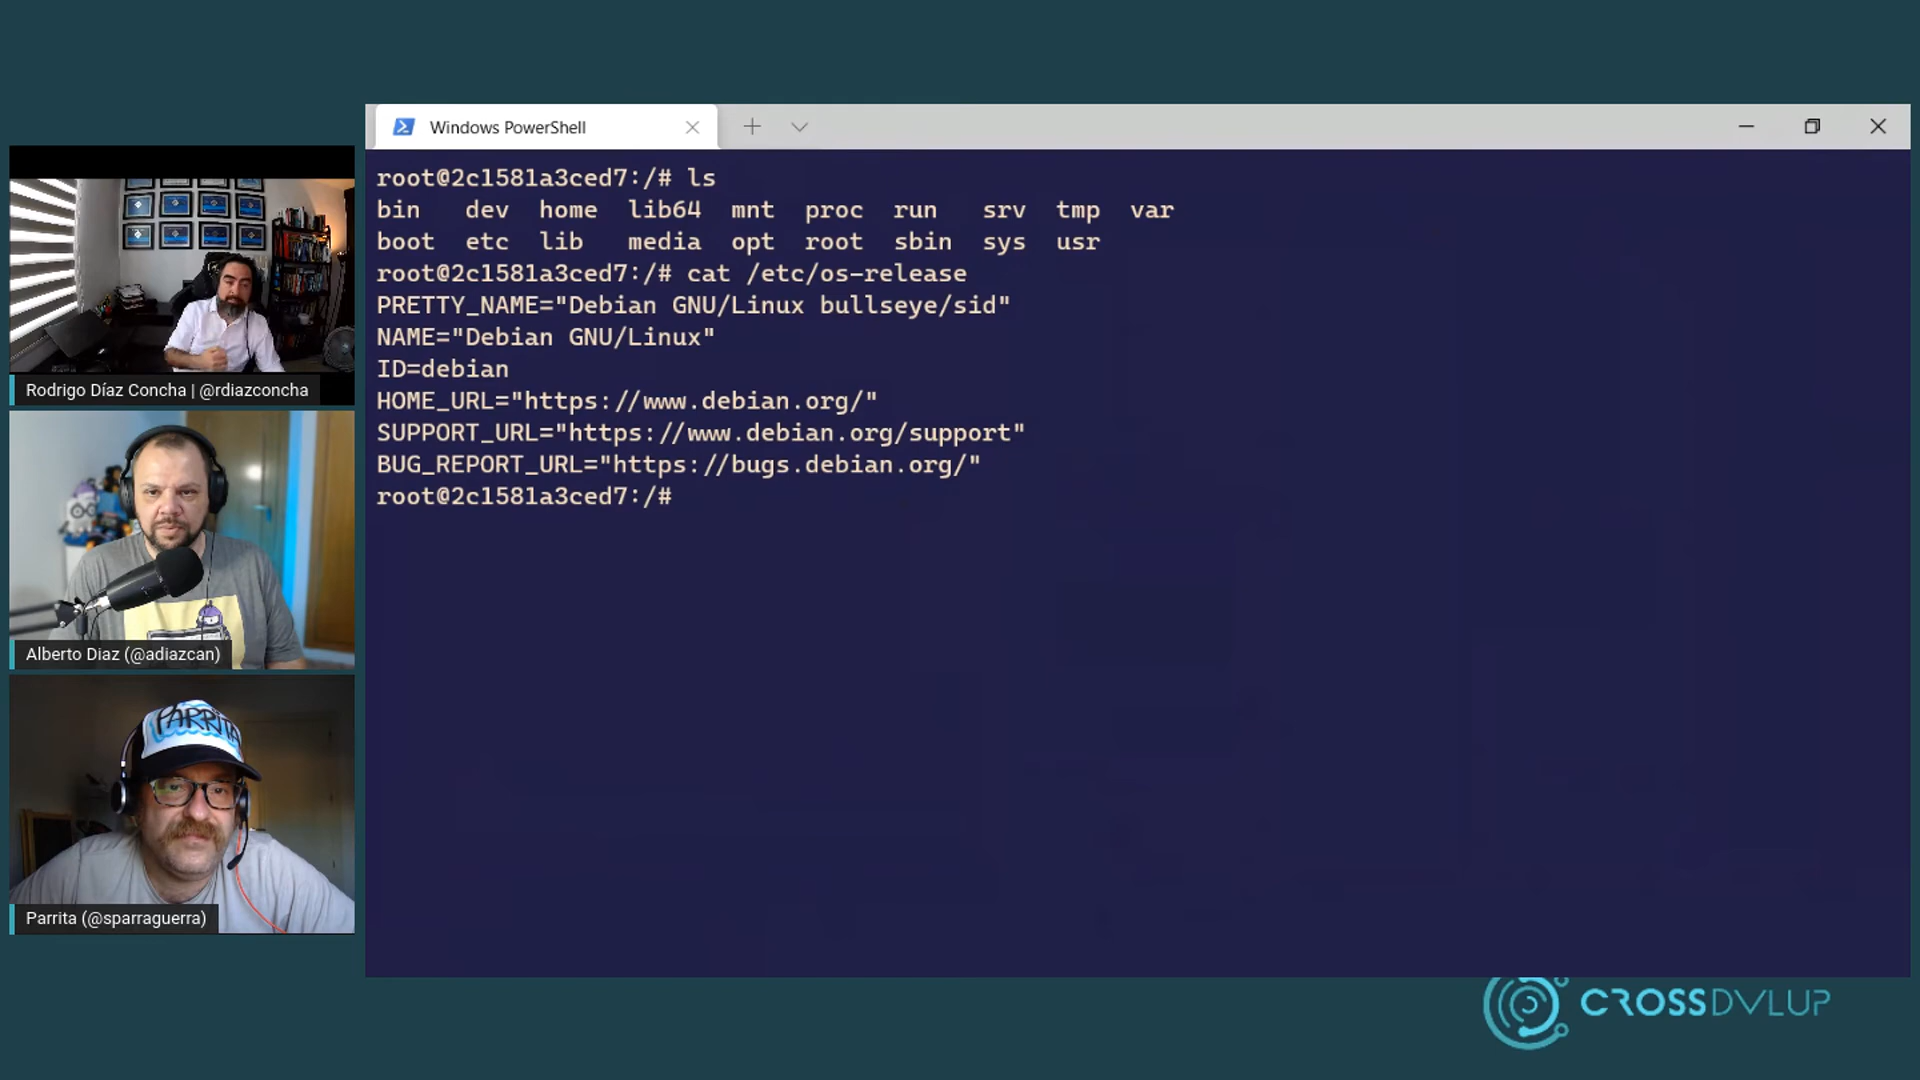 Windows PowerShell
root@2c1581a3ced7:/# ls
bin dev home lib64 mnt proc run srv tmp var
boot etc lib media opt root sbin sys usr
root@2c1581a3ced7:/# cat /etc/os-release
PRETTY_NAME="Debian GNU/Linux bullseye/sid"
NAME="Debian GNU/Linux"
ID=debian
HOME_URL="https://www.debian.org/"
SUPPORT_URL="https://www.debian.org/support"
BUG_REPORT_URL="https://bugs.debian.org/"
root@2c1581a3ced7:/#
Rodrigo Díaz Concha | @rdiazconcha
Alberto Diaz (@adiazcan)
PARRITA
Parrita (@sparraguerra)
CROSSDVLUP